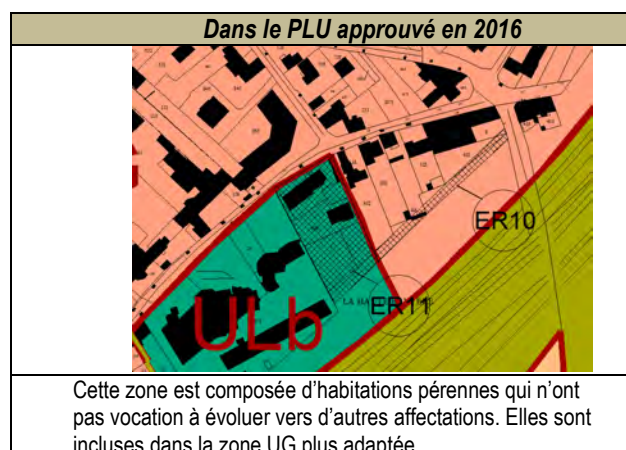 Dans le PLU approuvé en 2016
ER10
ER11
ULb
Cette zone est composée d’habitations pérennes qui n’ont
pas vocation à évoluer vers d’autres affectations. Elles sont
incluses dans la zone UG plus adaptée